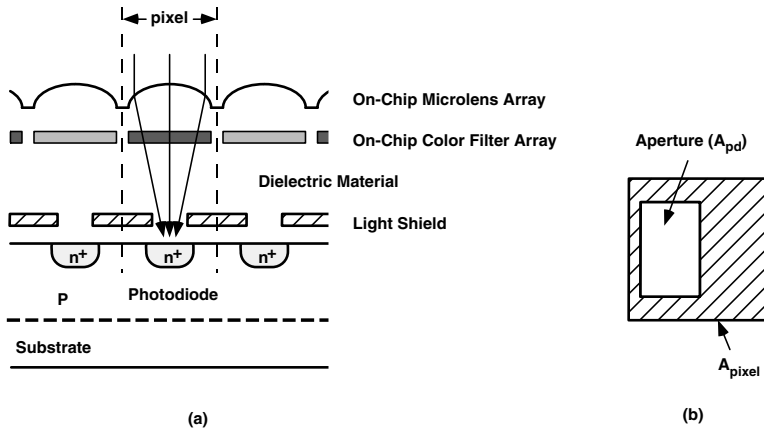 pixel
On-Chip Microlens Array
On-Chip Color Filter Array
Dielectric Material
Light Shield
n+ n+ n+
P Photodiode
Substrate
(a)
Aperture (Apd)
Apixel
(b)